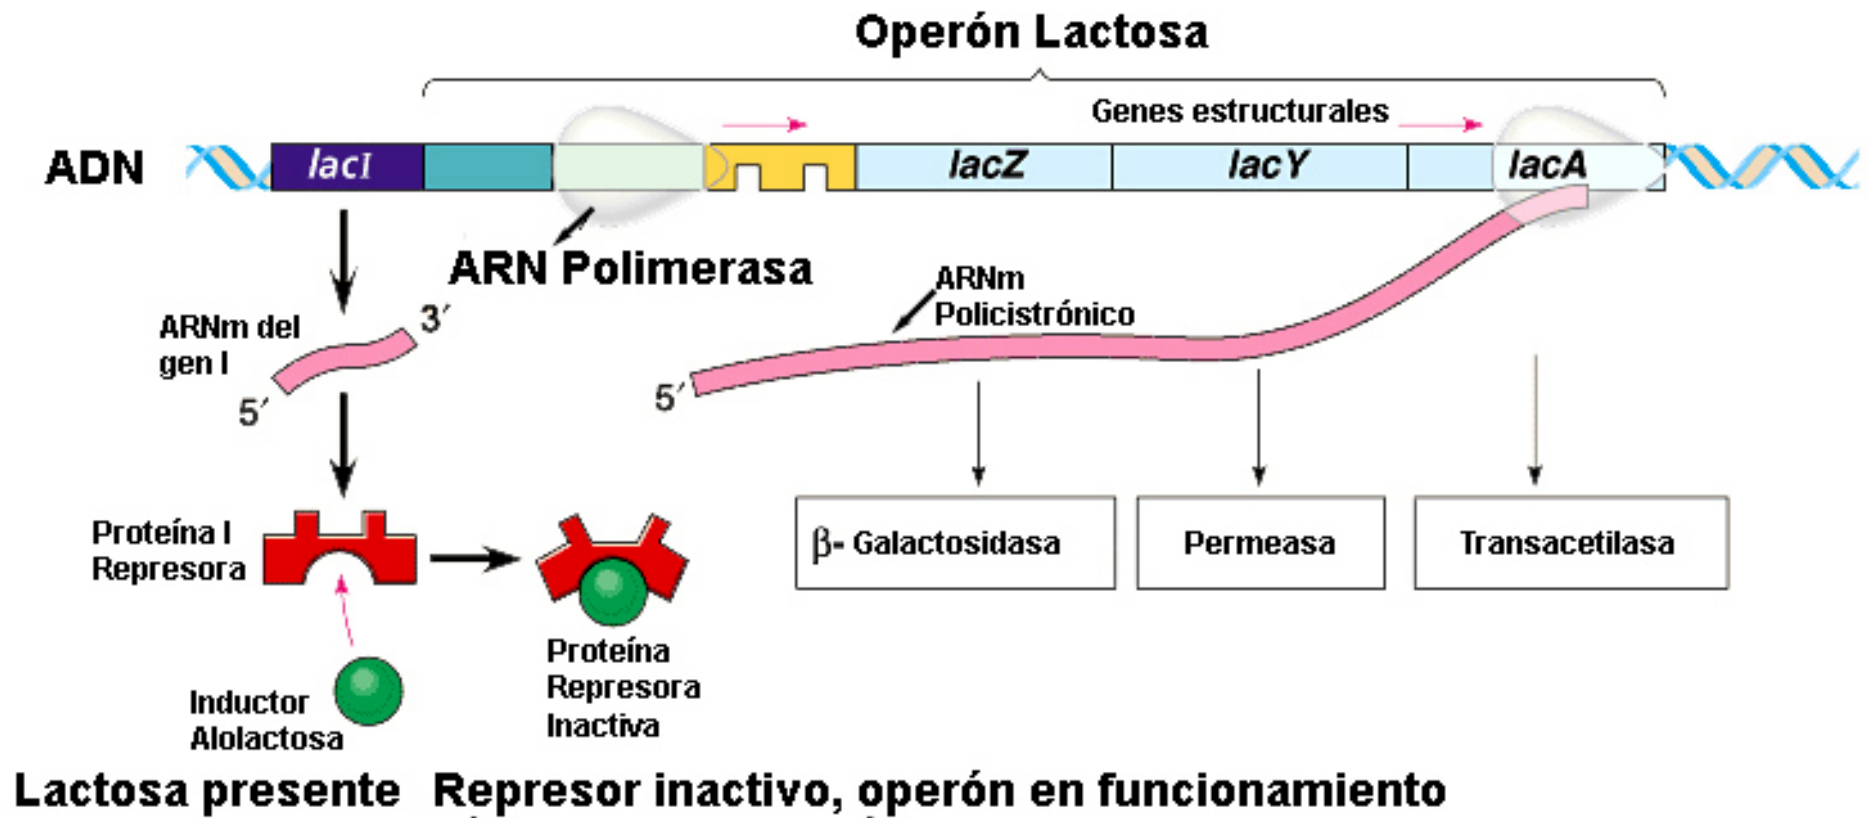 Operón Lactosa
Genes estructurales
ADN
lacI
lacZ
lacY
lacA
ARN Polimerasa
ARNm
Policistrónico
ARNm del
gen I
3′
5′
5′
Proteína I
Represora
β- Galactosidasa
Permeasa
Transacetilasa
Proteína
Represora
Inactiva
Inductor
Alolactosa
Lactosa presente Represor inactivo, operón en funcionamiento